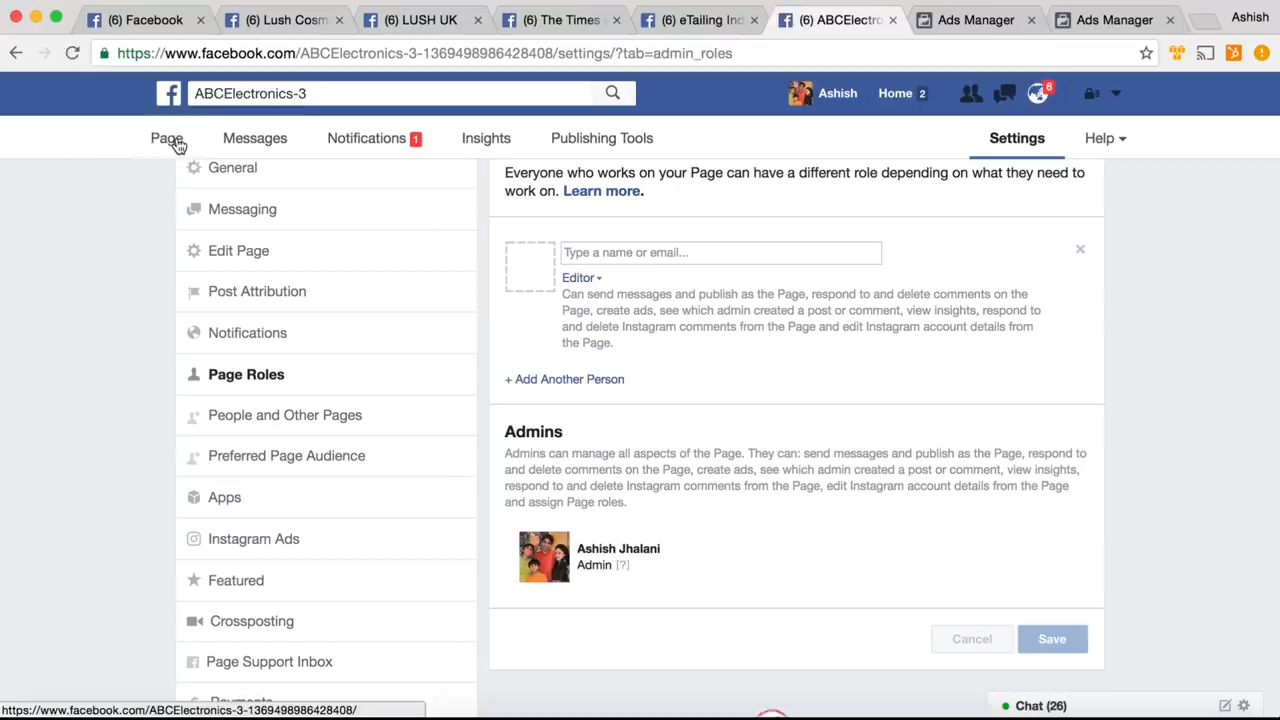 (6) Facebook
(6) Lush Cosm
(6) LUSH UK
(6) The Times
(6) eTailing Ind
(6) ABCElectro
Ads Manager
Ads Manager
Ashish
https://www.facebook.com/ABCElectronics-3-1369498986428408/settings/?tab=admin_roles
ABCElectronics-3
Ashish
Home 2
6
Page
Messages
Notifications 1
Insights
Publishing Tools
Settings
Help
General
Messaging
Edit Page
Post Attribution
Notifications
Page Roles
People and Other Pages
Preferred Page Audience
Apps
Instagram Ads
Featured
Crossposting
Page Support Inbox
Payments
Everyone who works on your Page can have a different role depending on what they need to
work on. Learn more.
Type a name or email...
Editor
Can send messages and publish as the Page, respond to and delete comments on the
Page, create ads, see which admin created a post or comment, view insights, respond to
and delete Instagram comments from the Page and edit Instagram account details from
the Page.
+ Add Another Person
Admins
Admins can manage all aspects of the Page. They can: send messages and publish as the Page, respond to
and delete comments on the Page, create ads, see which admin created a post or comment, view insights,
respond to and delete Instagram comments from the Page, edit Instagram account details from the Page
and assign Page roles.
Ashish Jhalani
Admin [?]
Cancel
Save
https://www.facebook.com/ABCElectronics-3-1369498986428408/
Chat (26)